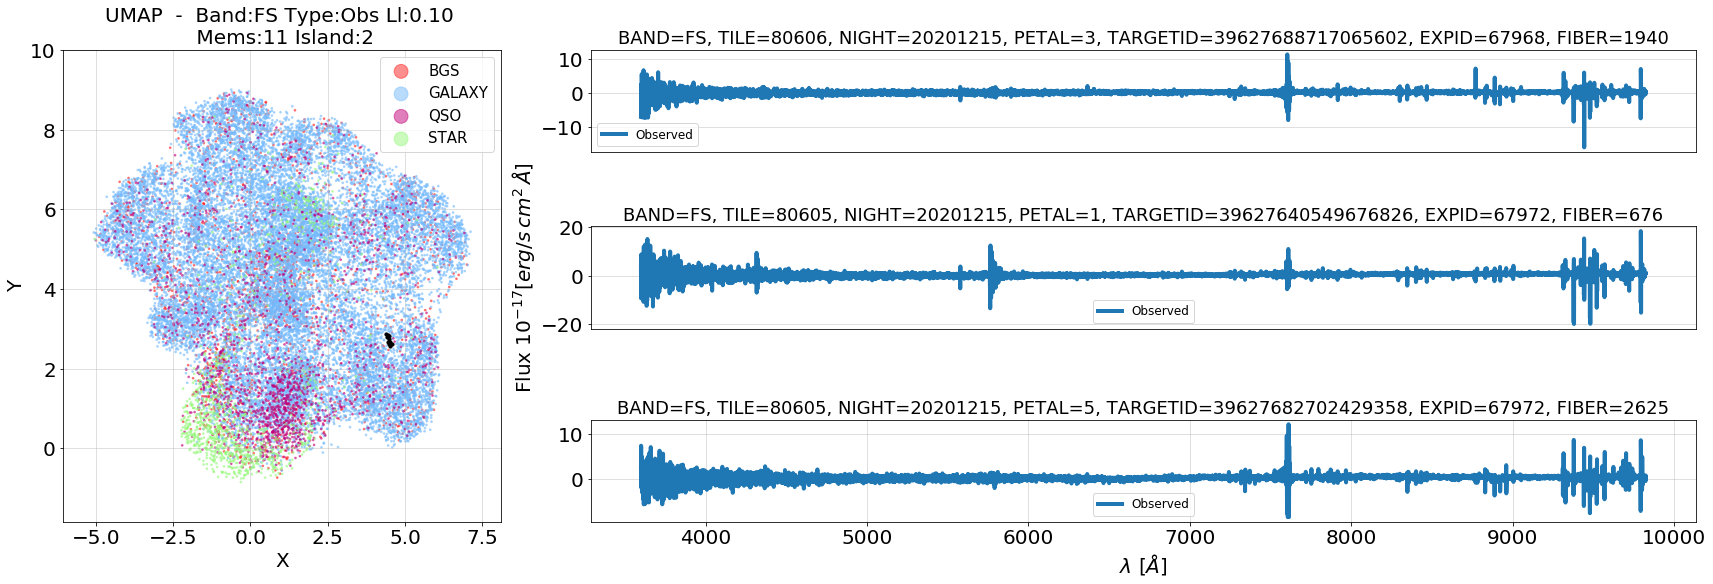 UMAP - Band:FS Type:Obs Ll:0.10
Mems:11 Island:2
10
8
6
4
2
0
Y
−5.0 −2.5 0.0 2.5 5.0 7.5
X
BGS
GALAXY
QSO
STAR
Flux 10⁻¹⁷[erg/s cm² Å]
BAND=FS, TILE=80606, NIGHT=20201215, PETAL=3, TARGETID=39627688717065602, EXPID=67968, FIBER=1940
10
0
−10
Observed
BAND=FS, TILE=80605, NIGHT=20201215, PETAL=1, TARGETID=39627640549676826, EXPID=67972, FIBER=676
20
0
−20
Observed
BAND=FS, TILE=80605, NIGHT=20201215, PETAL=5, TARGETID=39627682702429358, EXPID=67972, FIBER=2625
10
0
Observed
4000 5000 6000 7000 8000 9000 10000
λ [Å]